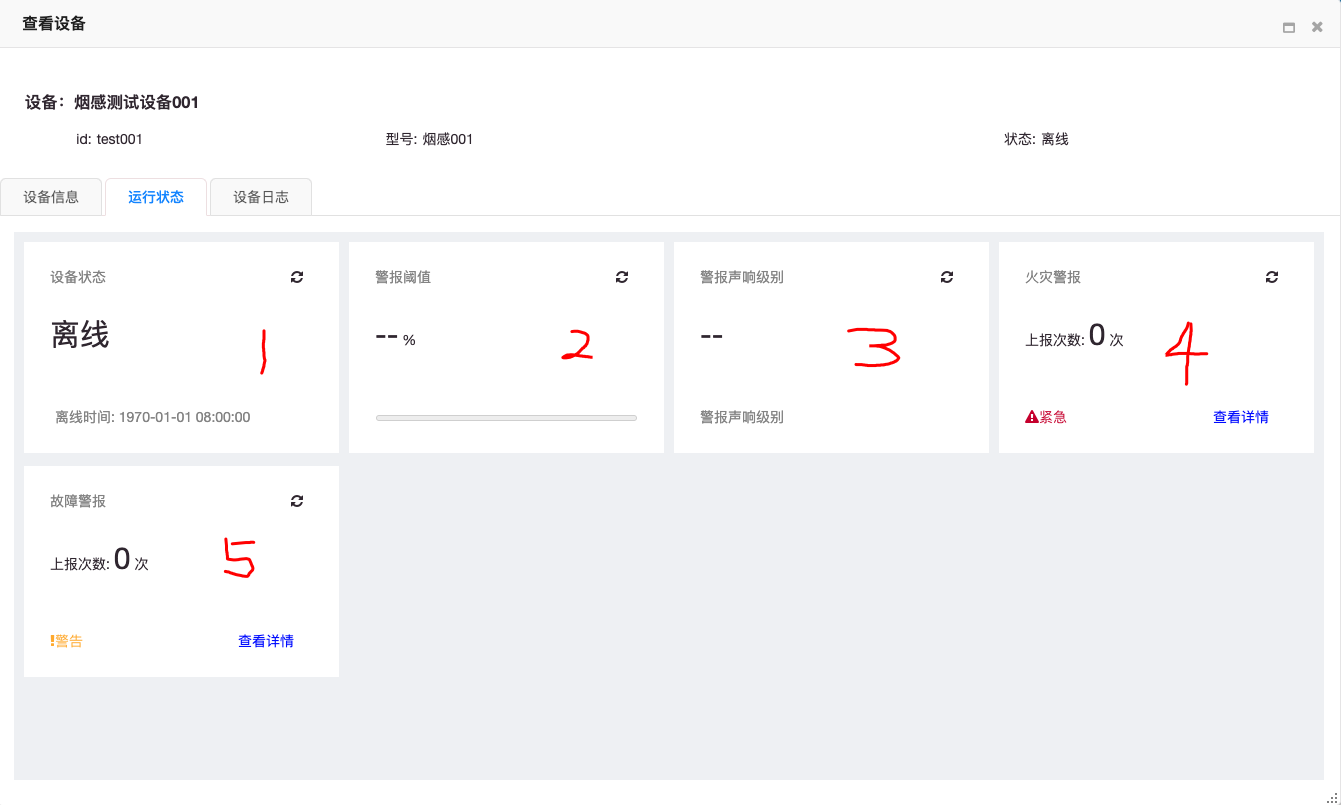 查看设备
设备：烟感测试设备001
id: test001 型号: 烟感001 状态: 离线
设备信息 运行状态 设备日志
设备状态
离线
1
离线时间: 1970-01-01 08:00:00
警报阈值
-- %
2
警报声响级别
--
3
警报声响级别
火灾警报
上报次数: 0 次
4
紧急 查看详情
故障警报
上报次数: 0 次
5
警告 查看详情